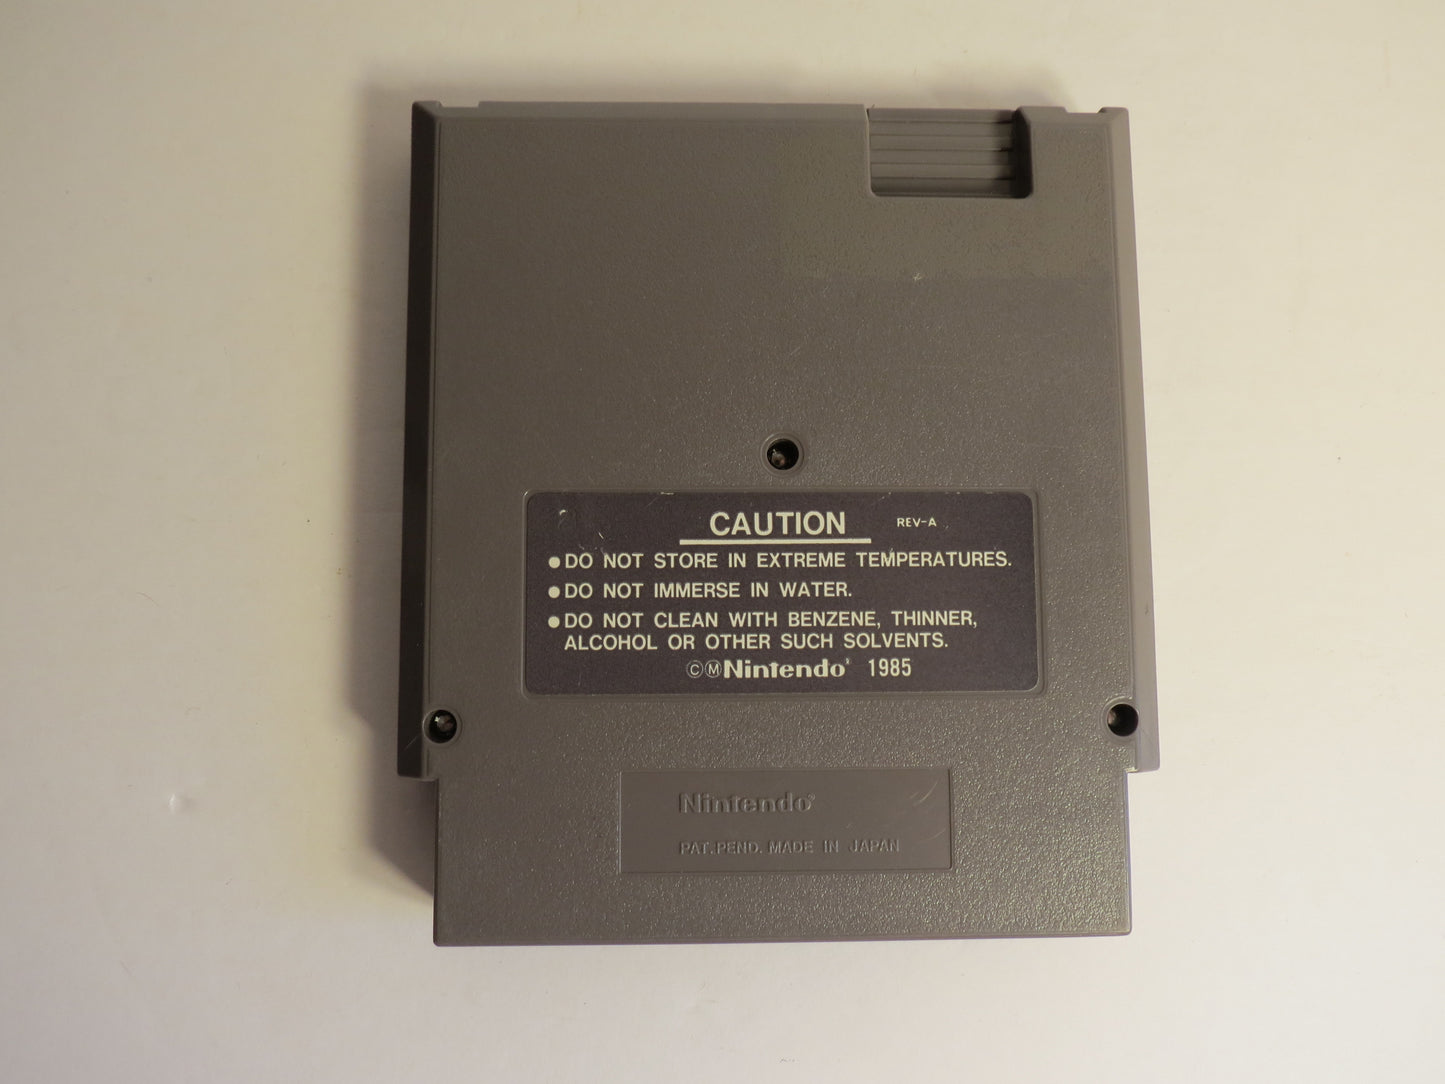 CAUTION REV-A
●DO NOT STORE IN EXTREME TEMPERATURES.
●DO NOT IMMERSE IN WATER.
●DO NOT CLEAN WITH BENZENE, THINNER,
ALCOHOL OR OTHER SUCH SOLVENTS.
©ⓂNintendo® 1985
Nintendo®
PAT. PEND. MADE IN JAPAN